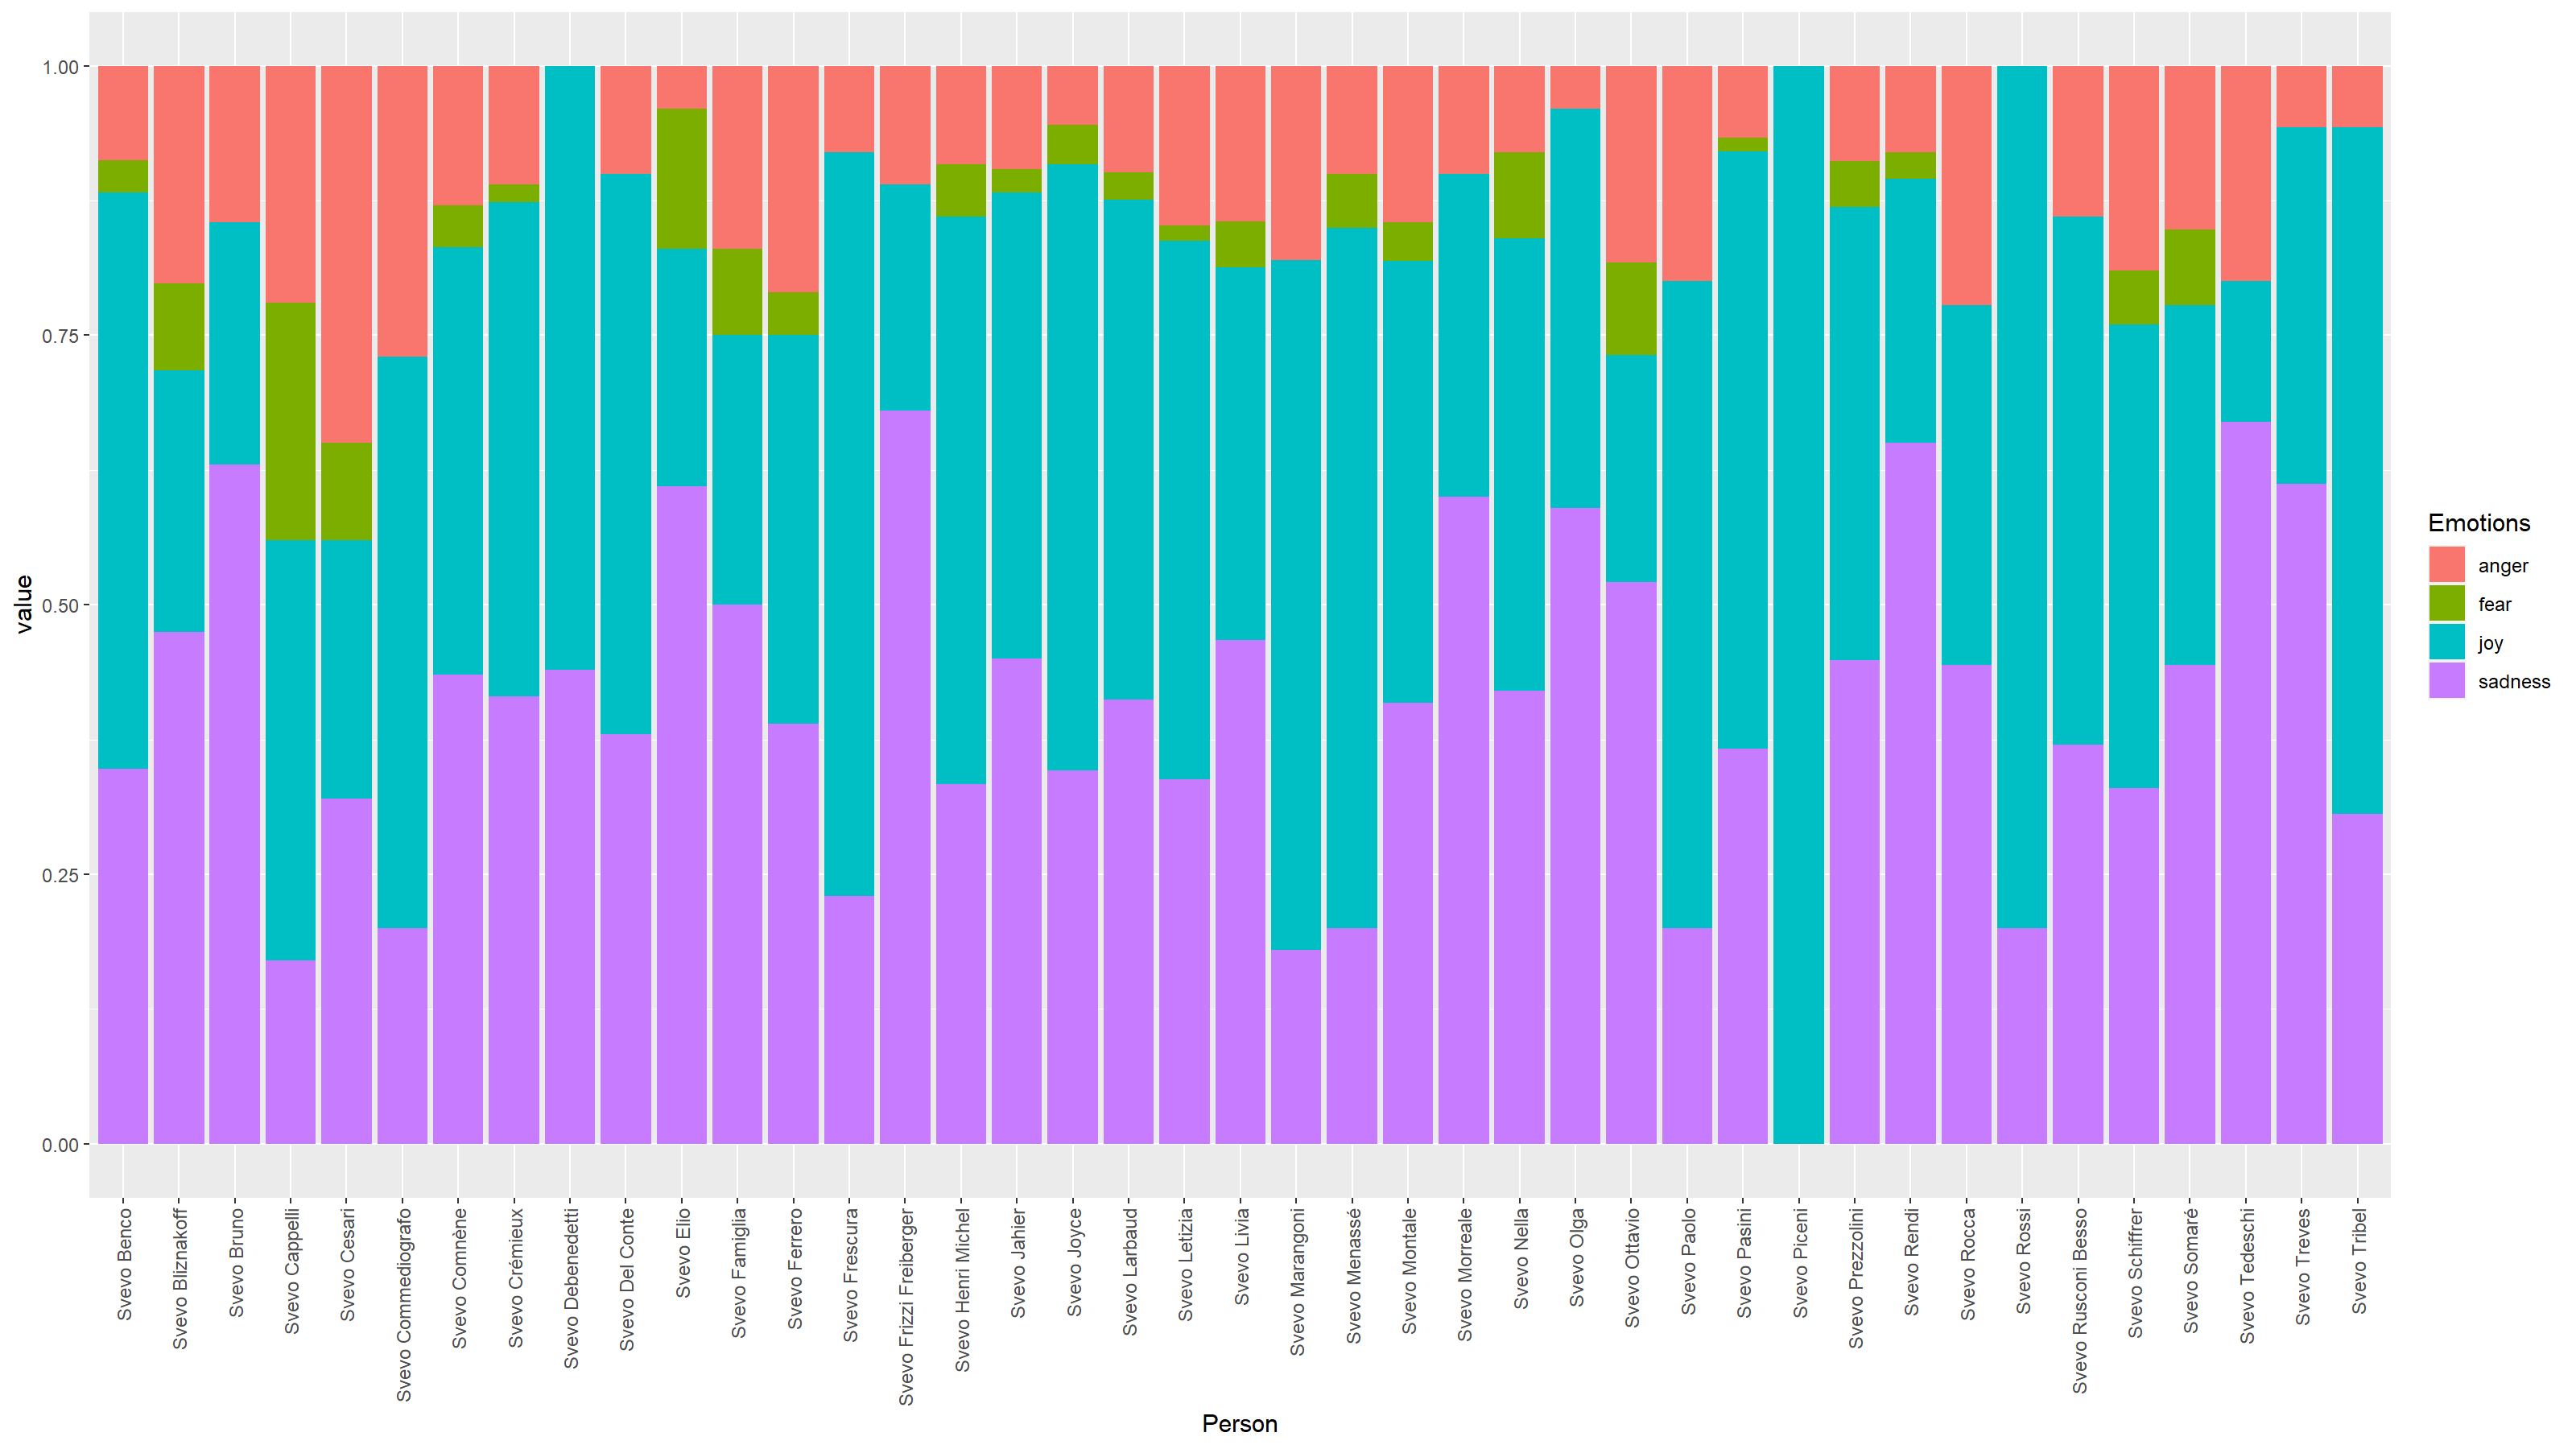 1.00
0.75
0.50
0.25
0.00
value
Svevo Benco
Svevo Bliznakoff
Svevo Bruno
Svevo Cappelli
Svevo Cesari
Svevo Commediografo
Svevo Comnène
Svevo Crémieux
Svevo Debenedetti
Svevo Del Conte
Svevo Elio
Svevo Famiglia
Svevo Ferrero
Svevo Frescura
Svevo Frizzi Freiberger
Svevo Henri Michel
Svevo Jahier
Svevo Joyce
Svevo Larbaud
Svevo Letizia
Svevo Livia
Svevo Marangoni
Svevo Menassé
Svevo Montale
Svevo Morreale
Svevo Nella
Svevo Olga
Svevo Ottavio
Svevo Paolo
Svevo Pasini
Svevo Piceni
Svevo Prezzolini
Svevo Rendi
Svevo Rocca
Svevo Rossi
Svevo Rusconi Besso
Svevo Schiffrer
Svevo Somaré
Svevo Tedeschi
Svevo Treves
Svevo Tribel
Person
Emotions
anger
fear
joy
sadness